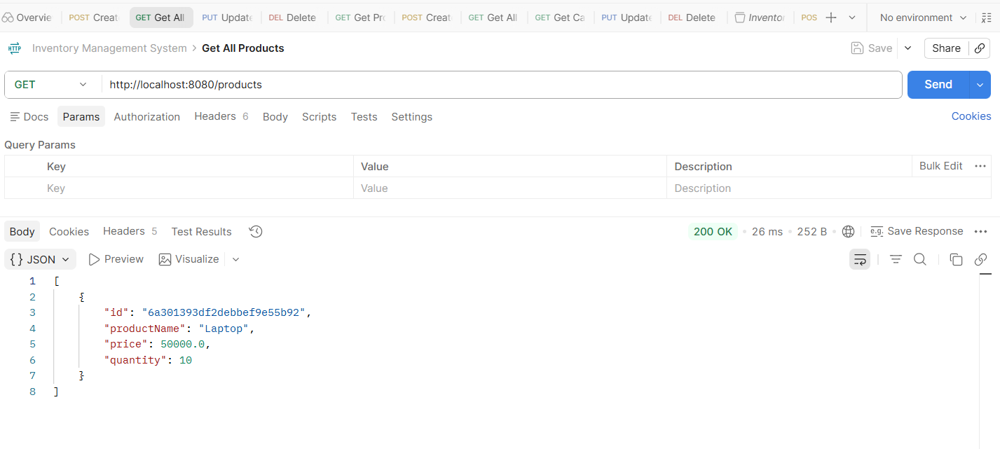 Overvie POST Creat GET Get All PUT Update DEL Delete GET Get Pro POST Creat GET Get All GET Get Ca PUT Update DEL Delete Inventor POS No environment
HTTP Inventory Management System > Get All Products Save Share
GET http://localhost:8080/products Send
Docs Params Authorization Headers 6 Body Scripts Tests Settings Cookies
Query Params
Key Value Description Bulk Edit
Key Value Description
Body Cookies Headers 5 Test Results 200 OK • 26 ms • 252 B • e.g. Save Response
{} JSON Preview Visualize
1 [
2 {
3 "id": "6a301393df2debbef9e55b92",
4 "productName": "Laptop",
5 "price": 50000.0,
6 "quantity": 10
7 }
8 ]